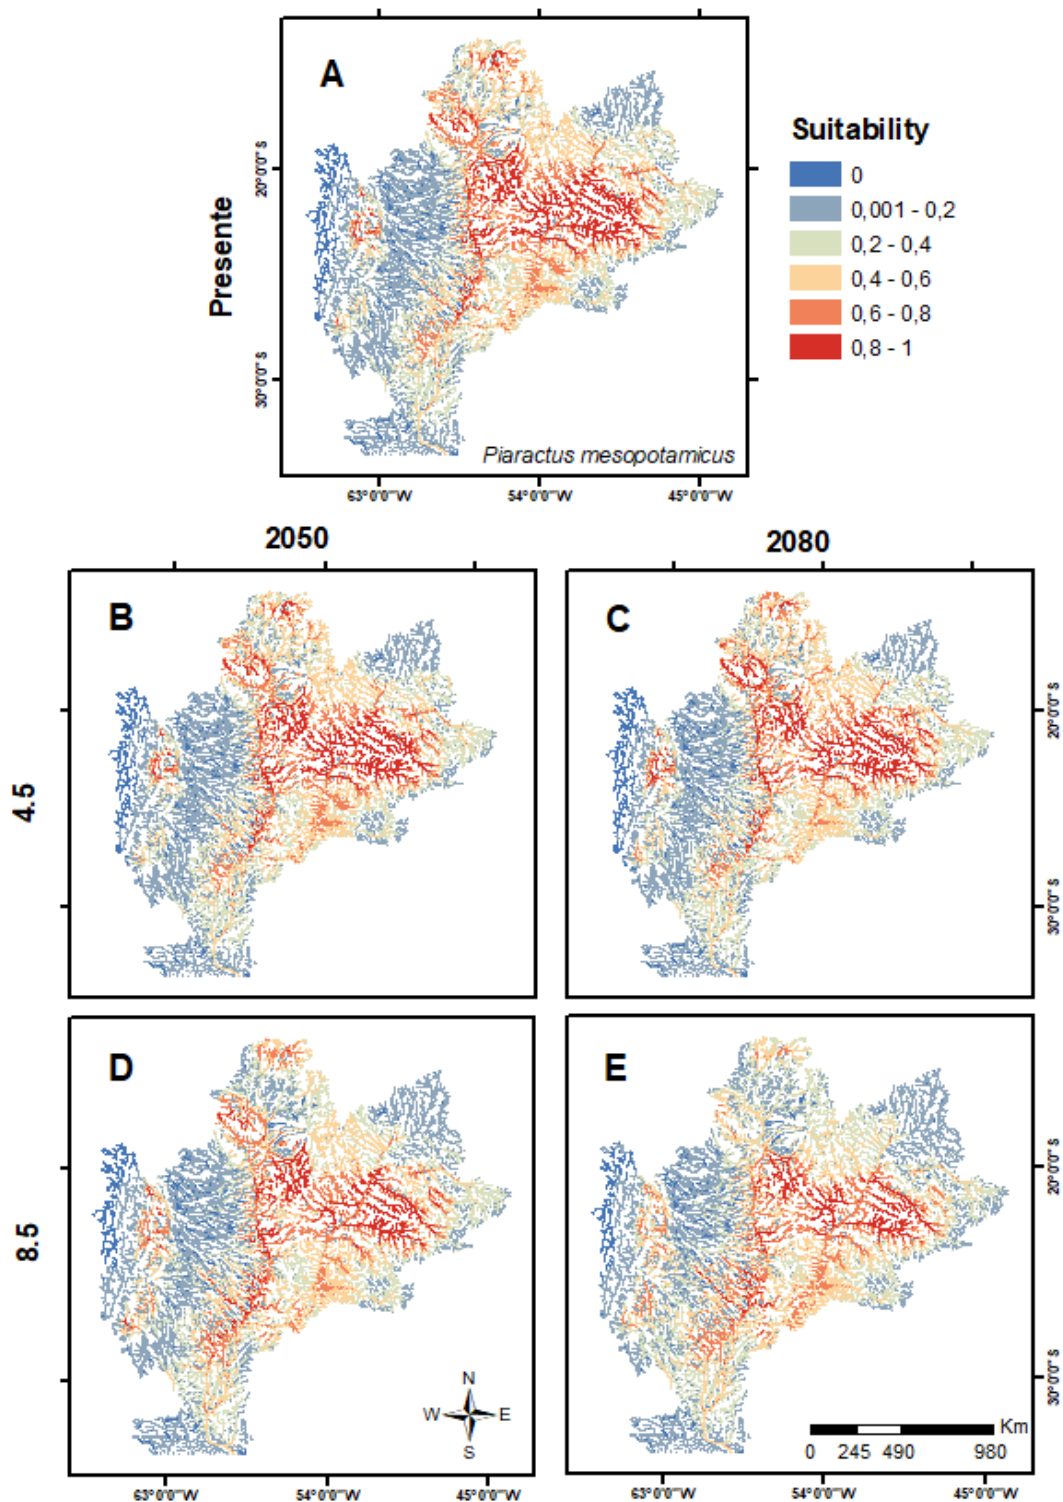 A
Suitability
0
0,001 - 0,2
0,2 - 0,4
0,4 - 0,6
0,6 - 0,8
0,8 - 1
Presente
20°0'0"S
30°0'0"S
Piaractus mesopotamicus
63°0'0"W
54°0'0"W
45°0'0"W
2050
2080
4.5
B
C
20°0'0"S
30°0'0"S
8.5
D
E
N
W
E
S
20°0'0"S
30°0'0"S
Km
0
245
490
980
63°0'0"W
54°0'0"W
45°0'0"W
63°0'0"W
54°0'0"W
45°0'0"W